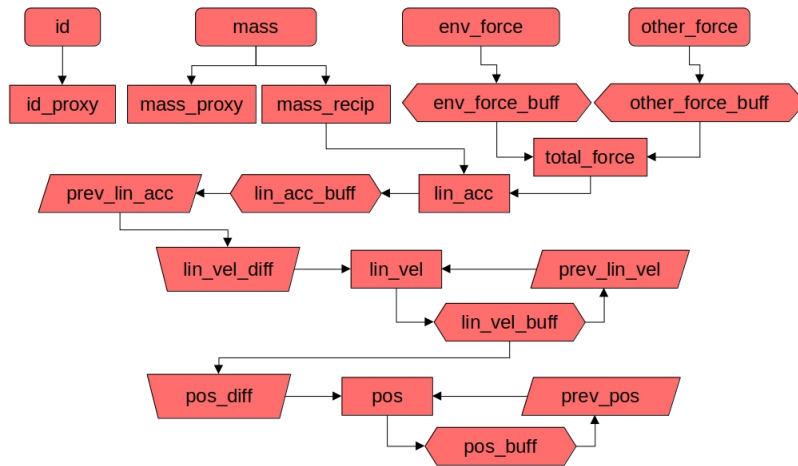 id
mass
env_force
other_force
id_proxy
mass_proxy
mass_recip
env_force_buff
other_force_buff
total_force
prev_lin_acc
lin_acc_buff
lin_acc
lin_vel_diff
lin_vel
prev_lin_vel
lin_vel_buff
pos_diff
pos
prev_pos
pos_buff